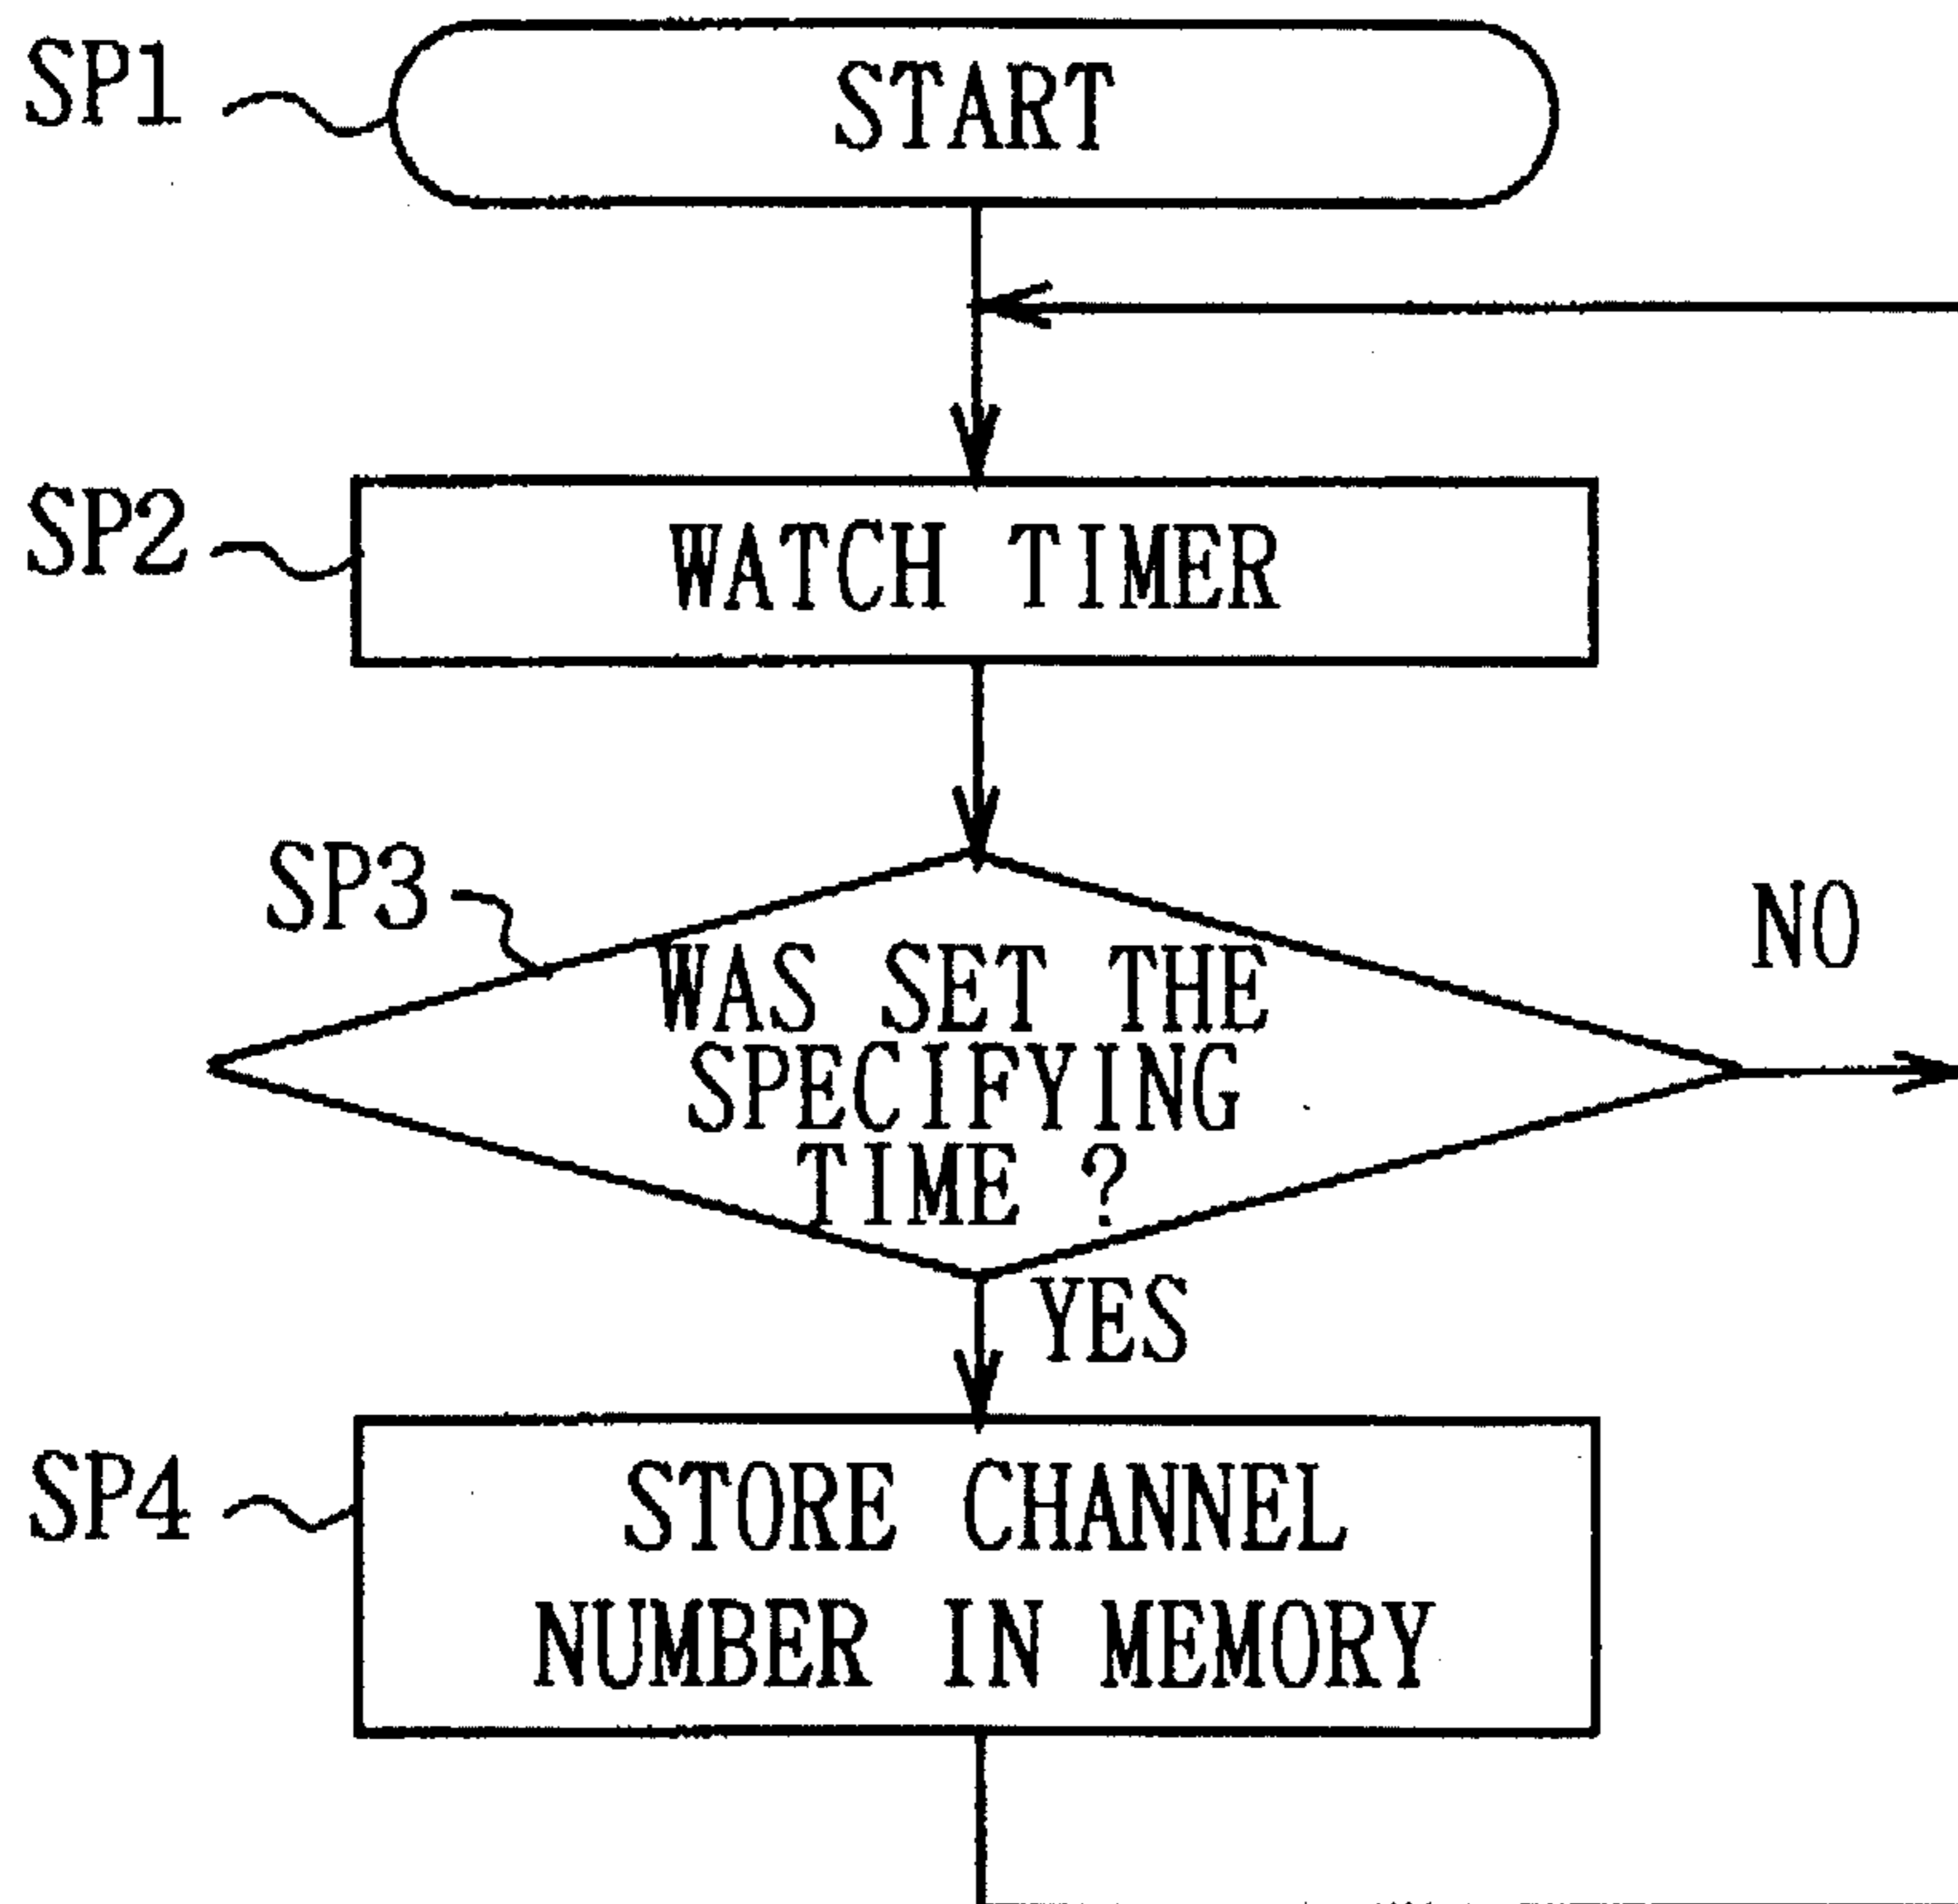 SP1
START
SP2
WATCH TIMER
SP3
WAS SET THE
SPECIFYING
TIME ?
NO
YES
SP4
STORE CHANNEL
NUMBER IN MEMORY